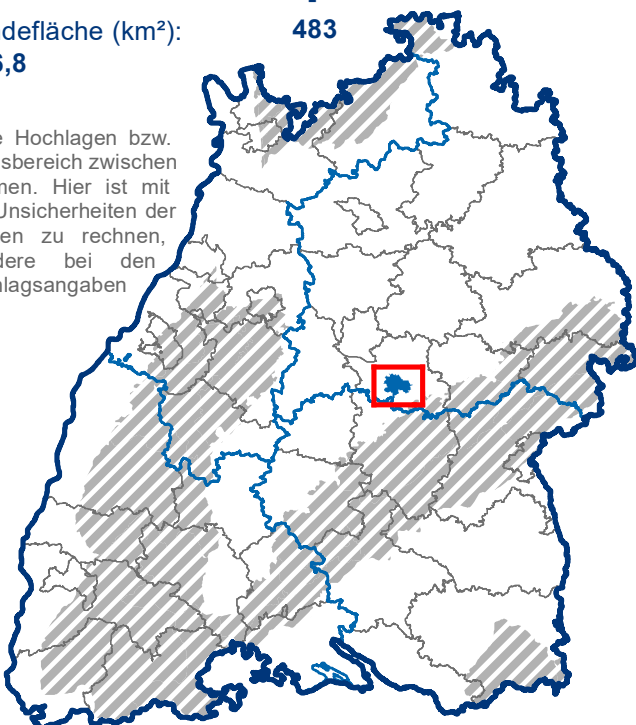 defläche (km²): 483
6,8
e Hochlagen bzw.
sbereich zwischen
men. Hier ist mit
Unsicherheiten der
en zu rechnen,
dere bei den
lagsangaben